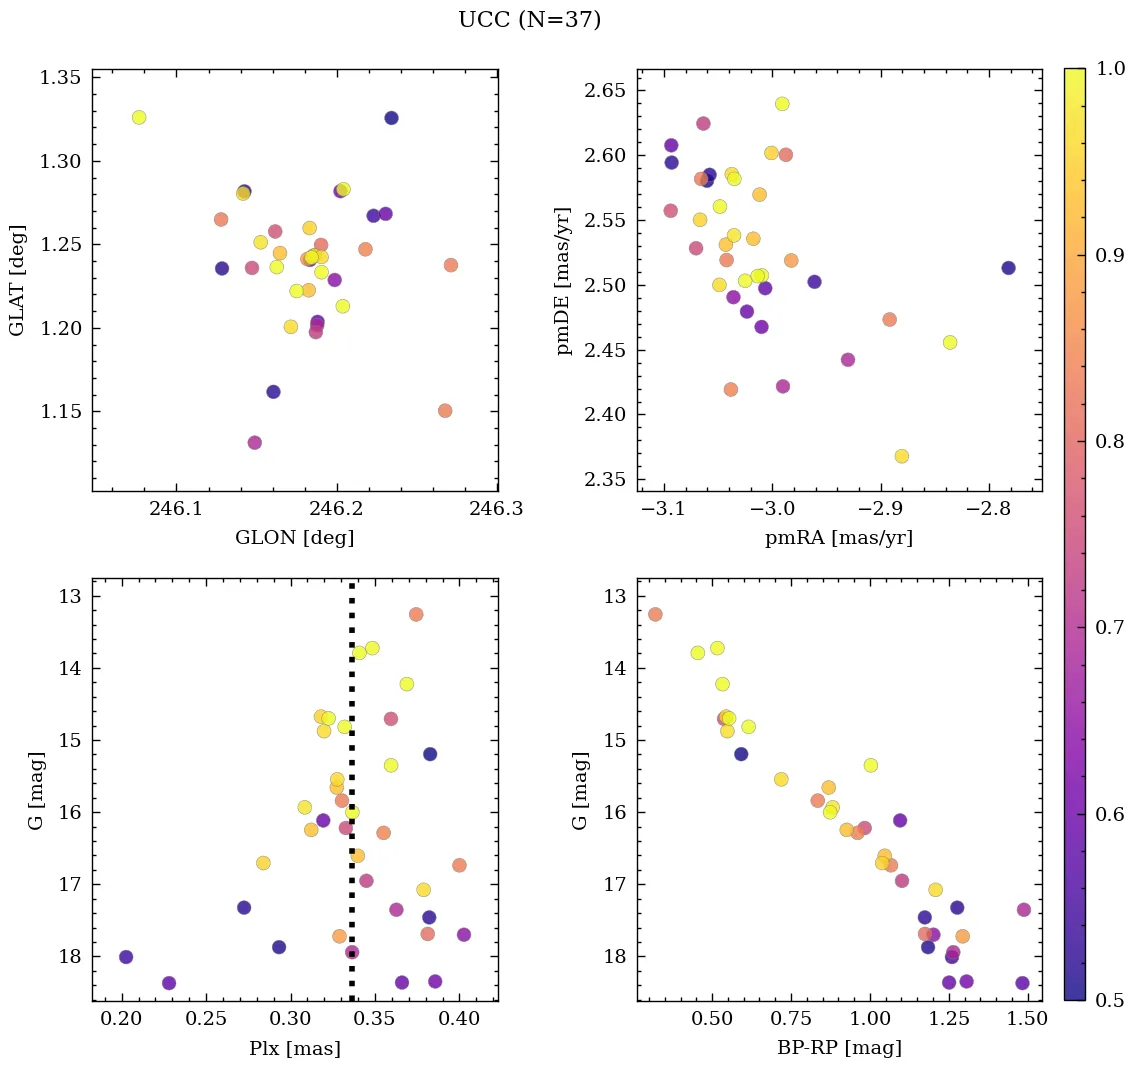 UCC (N=37)
1.35
1.30
1.25
1.20
1.15
GLAT [deg]
246.1 246.2 246.3
GLON [deg]
2.65
2.60
2.55
2.50
2.45
2.40
2.35
pmDE [mas/yr]
−3.1 −3.0 −2.9 −2.8
pmRA [mas/yr]
13
14
15
16
17
18
G [mag]
0.20 0.25 0.30 0.35 0.40
Plx [mas]
13
14
15
16
17
18
G [mag]
0.50 0.75 1.00 1.25 1.50
BP-RP [mag]
1.0
0.9
0.8
0.7
0.6
0.5